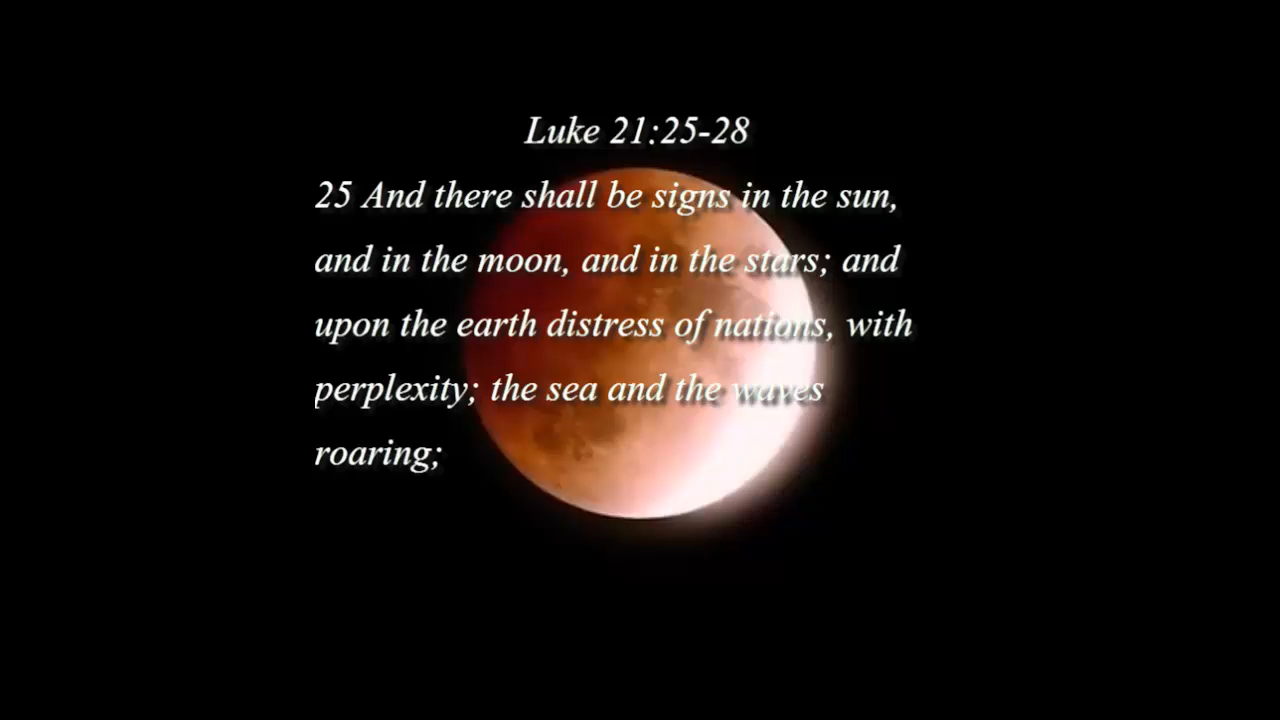 Luke 21:25-28
25 And there shall be signs in the sun,
and in the moon, and in the stars; and
upon the earth distress of nations, with
perplexity; the sea and the waves
roaring;